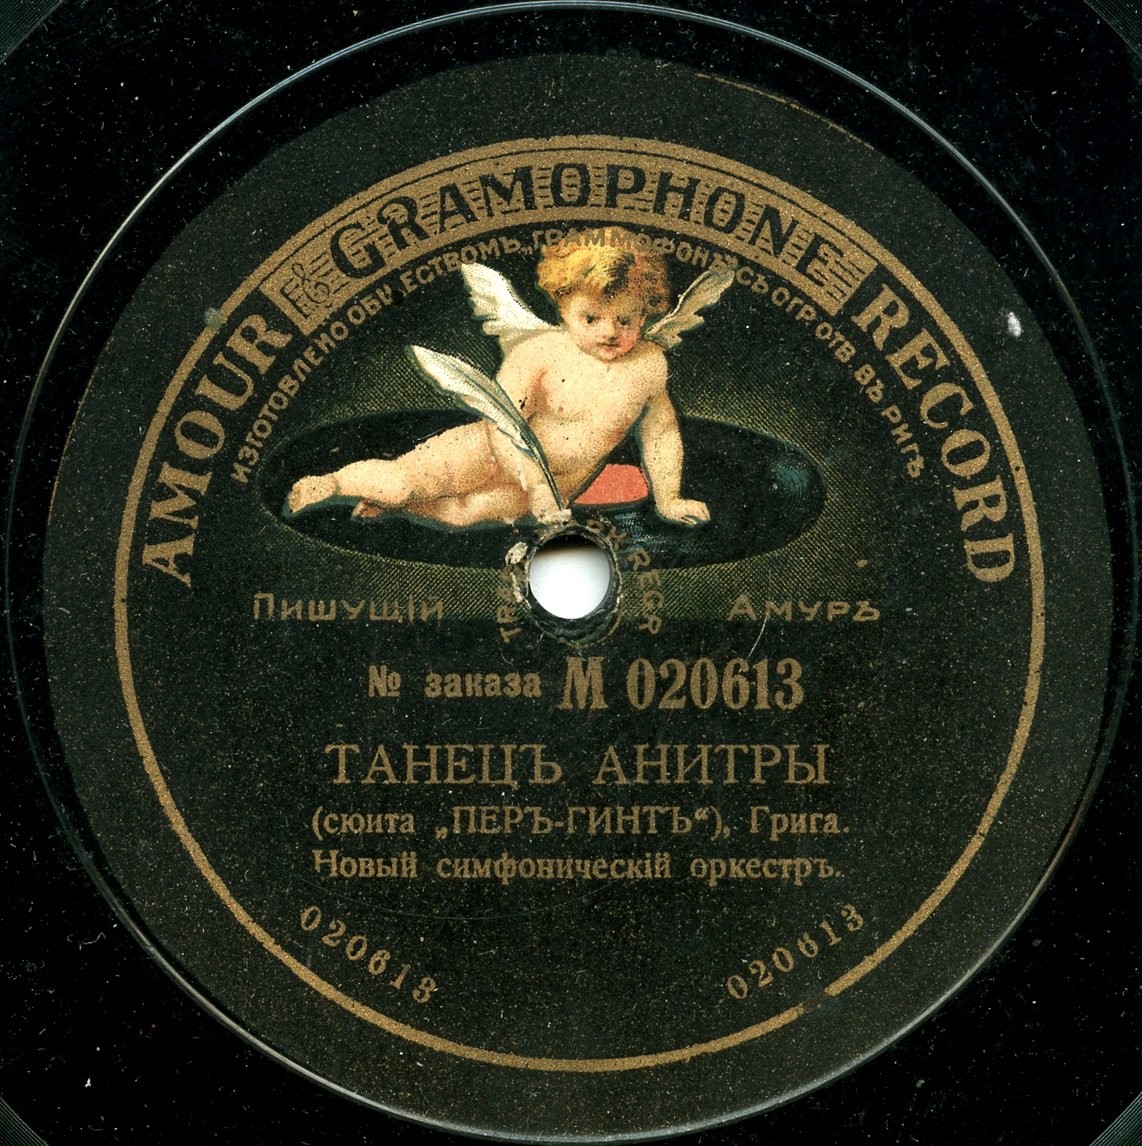 AMOUR GRAMOPHONE RECORD
ИЗГОТОВЛЕНО ОБЩЕСТВОМЪ „ГРАММОФОНЪ“ СЪ ОГР. ОТВ. ВЪ РИГѢ
ПИШУЩІЙ АМУРЪ
№ заказа М 020613
ТАНЕЦЪ АНИТРЫ
(сюита „ПЕРЪ-ГИНТЪ“), Грига.
Новый симфоническій оркестръ.
020613 020613